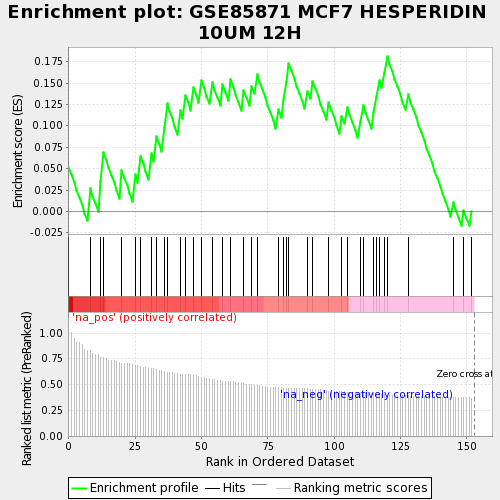 Enrichment plot: GSE85871 MCF7 HESPERIDIN
10UM 12H
Enrichment score (ES)
0.175
0.150
0.125
0.100
0.075
0.050
0.025
0.000
-0.025
'na_pos' (positively correlated)
Ranked list metric (PreRanked)
1.00
0.75
0.50
0.25
0.00
Zero cross at
'na_neg' (negatively correlated)
0
25
50
75
100
125
150
Rank in Ordered Dataset
Enrichment profile
Hits
Ranking metric scores